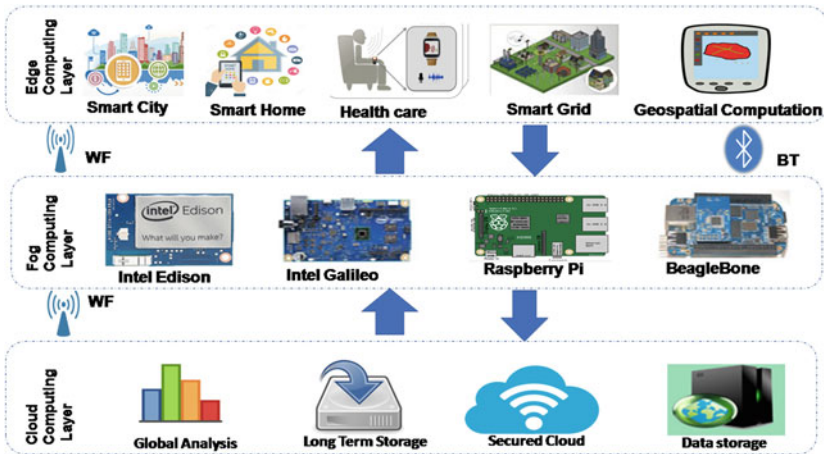 Edge
Computing
Layer
Smart City
Smart Home
Health care
Smart Grid
Geospatial Computation
WF
BT
Fog
Computing
Layer
intel Edison
What will you make?
Intel Edison
Intel Galileo
Raspberry Pi
BeagleBone
WF
Cloud
Computing
Layer
Global Analysis
Long Term Storage
Secured Cloud
Data storage